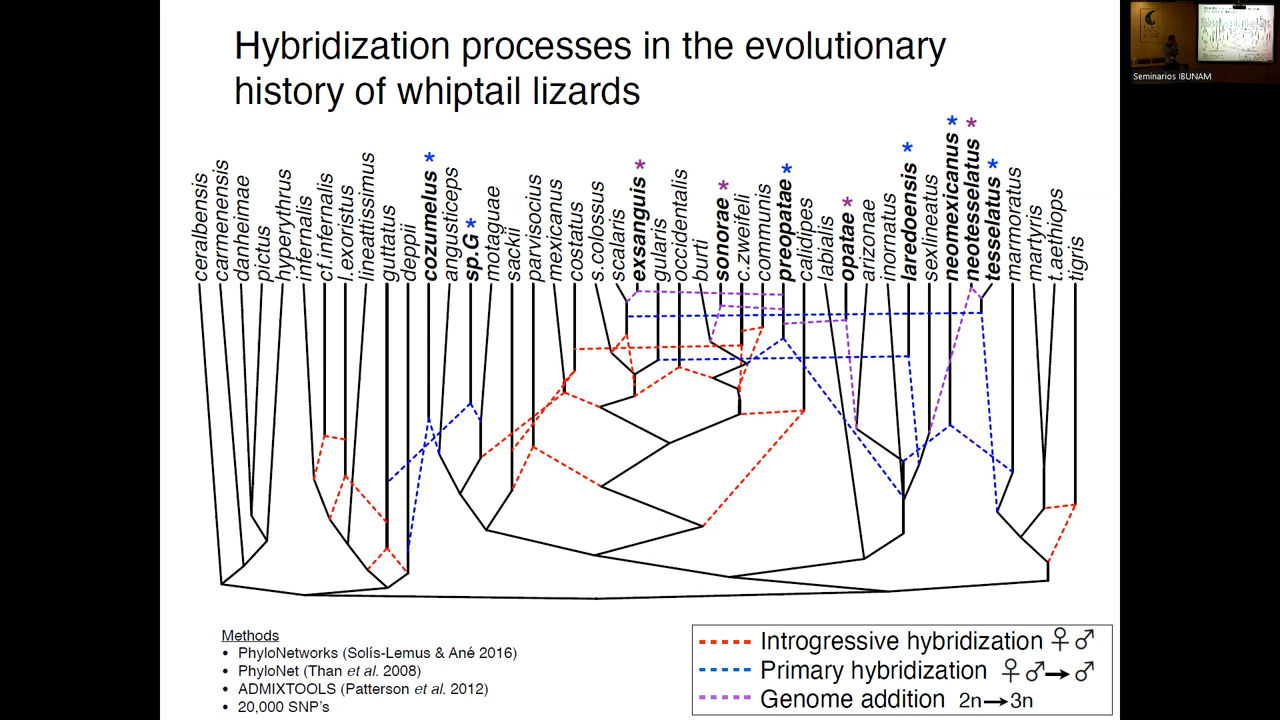 Hybridization processes in the evolutionary
history of whiptail lizards
Seminarios IBUNAM
ceralbensis
carmenensis
danheimae
pictus
hyperythrus
infernalis
cf.infernalis
l.exoristus
lineattissimus
guttatus
deppii
cozumelus *
angusticeps
sp.G *
motaguae
sackii
parvisocius
mexicanus
costatus
s.colossus
scalaris
exsanguis *
gularis
occidentalis
burti
sonorae *
c.zweifeli
communis
preopatae *
calidipes
labialis
opatae *
arizonae
inornatus
laredoensis *
sexlineatus
neomexicanus *
neotesselatus *
tesselatus *
marmoratus
martyris
t.aethiops
tigris
Methods
• PhyloNetworks (Solís-Lemus & Ané 2016)
• PhyloNet (Than et al. 2008)
• ADMIXTOOLS (Patterson et al. 2012)
• 20,000 SNP's
Introgressive hybridization ♀♂
Primary hybridization ♀♂→♂
Genome addition 2n→3n